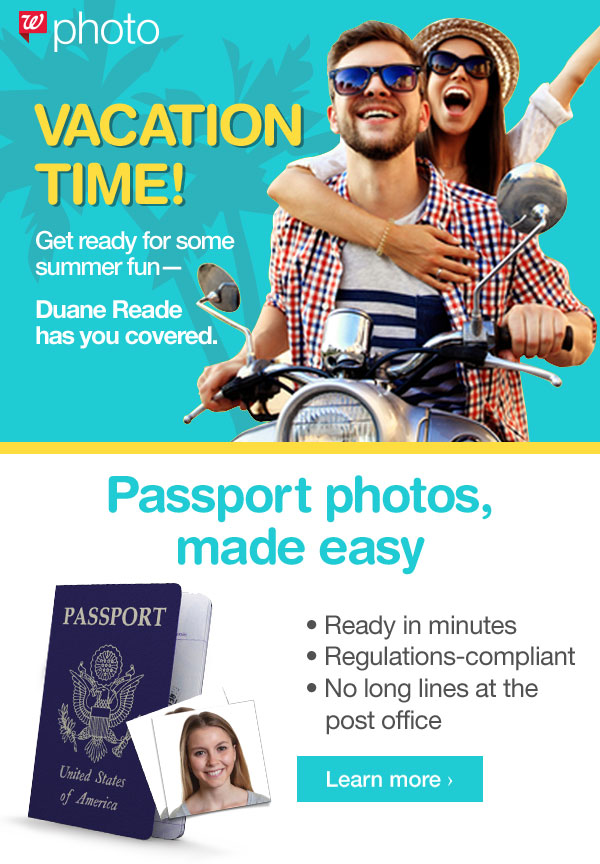 W photo
VACATION
TIME!
Get ready for some
summer fun—
Duane Reade
has you covered.
Passport photos,
made easy
PASSPORT
United States
of America
• Ready in minutes
• Regulations-compliant
• No long lines at the
post office
Learn more ›